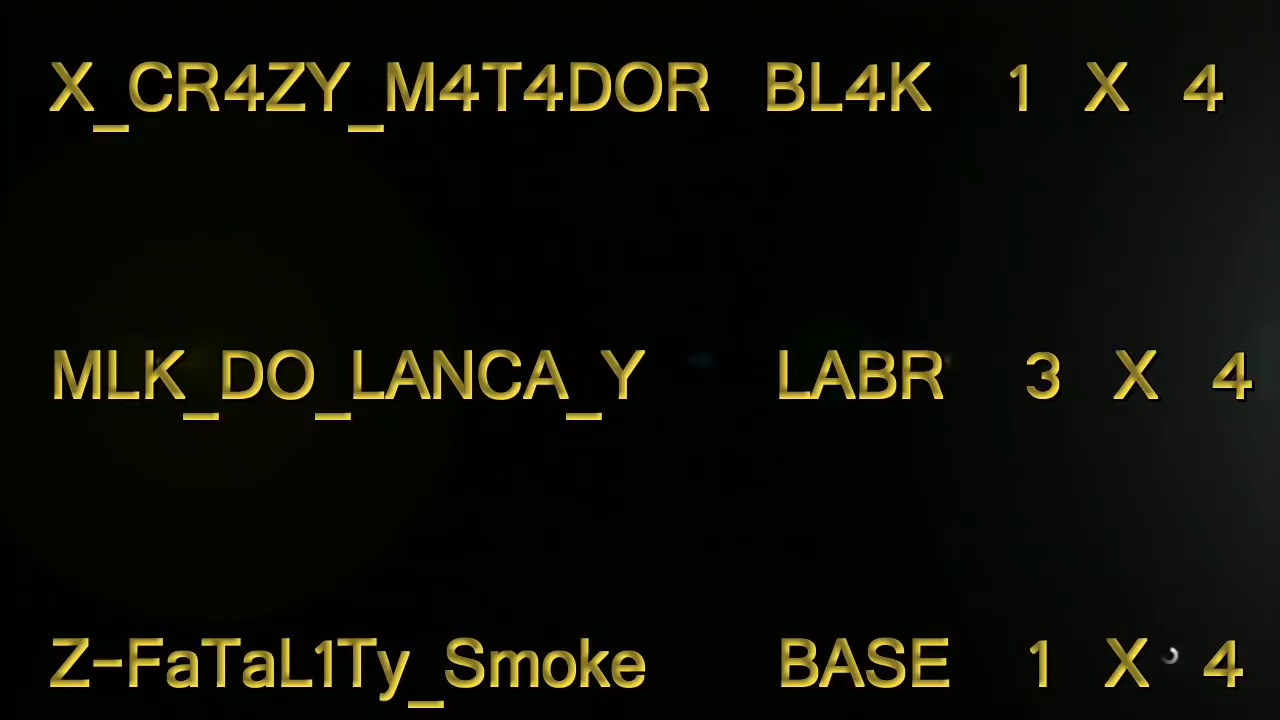 X_CR4ZY_M4T4DOR BL4K 1 X 4
MLK_DO_LANCA_Y LABR 3 X 4
Z-FaTaL1Ty_Smoke BASE 1 X 4